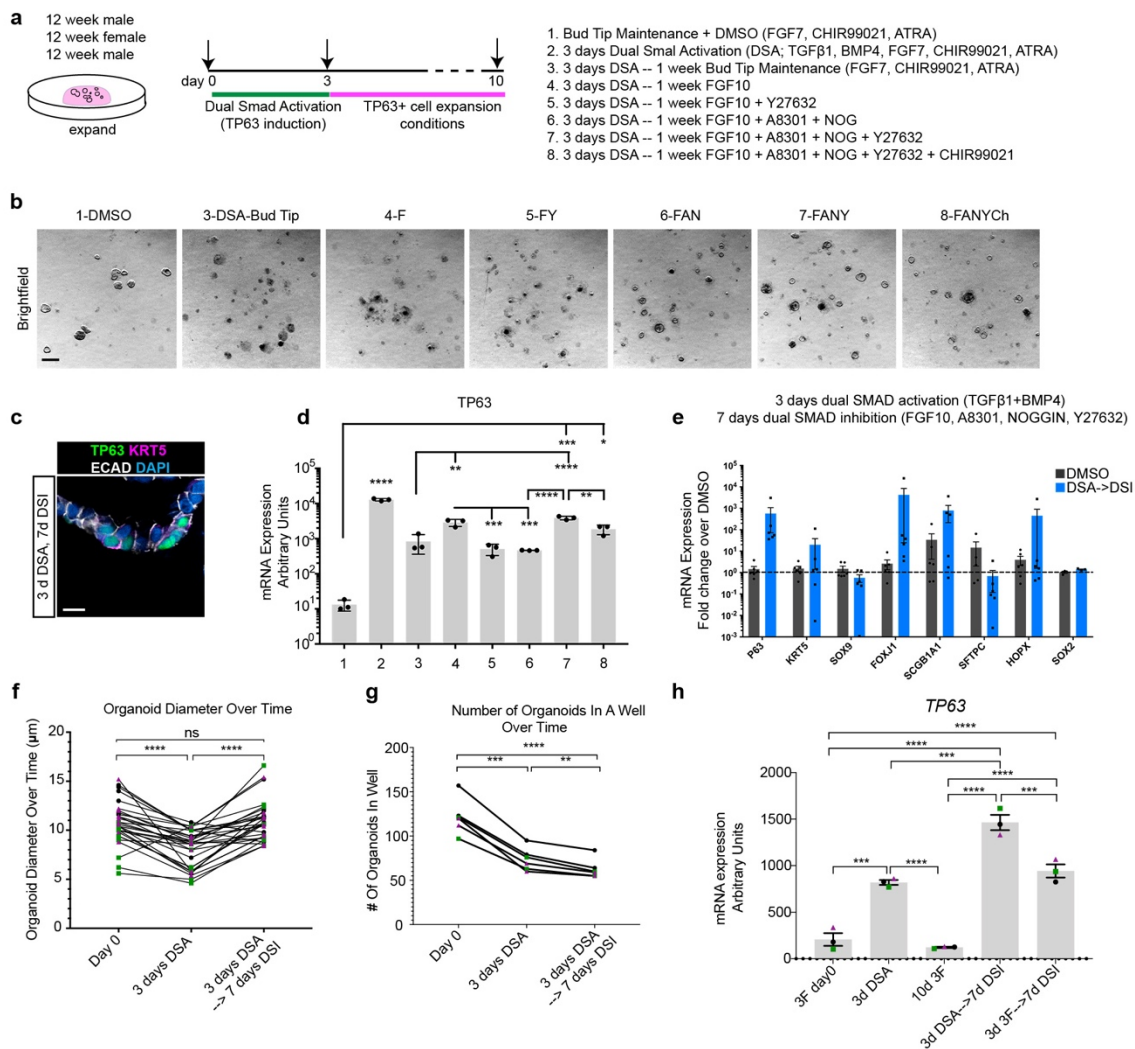 a
12 week male
12 week female
12 week male
expand
day 0 3 10
Dual Smad Activation
(TP63 induction)
TP63+ cell expansion
conditions
1. Bud Tip Maintenance + DMSO (FGF7, CHIR99021, ATRA)
2. 3 days Dual Smal Activation (DSA; TGFβ1, BMP4, FGF7, CHIR99021, ATRA)
3. 3 days DSA -- 1 week Bud Tip Maintenance (FGF7, CHIR99021, ATRA)
4. 3 days DSA -- 1 week FGF10
5. 3 days DSA -- 1 week FGF10 + Y27632
6. 3 days DSA -- 1 week FGF10 + A8301 + NOG
7. 3 days DSA -- 1 week FGF10 + A8301 + NOG + Y27632
8. 3 days DSA -- 1 week FGF10 + A8301 + NOG + Y27632 + CHIR99021
b
1-DMSO 3-DSA-Bud Tip 4-F 5-FY 6-FAN 7-FANY 8-FANYCh
Brightfield
c
TP63 KRT5
ECAD DAPI
3 d DSA, 7d DSI
d
TP63
mRNA Expression
Arbitrary Units
10⁵
10⁴
10³
10²
10¹
10⁰
*** *
** ****
**** **
**** *** ***
1 2 3 4 5 6 7 8
e
3 days dual SMAD activation (TGFβ1+BMP4)
7 days dual SMAD inhibition (FGF10, A8301, NOGGIN, Y27632)
DMSO
DSA->DSI
mRNA Expression
Fold change over DMSO
10⁵
10⁴
10³
10²
10¹
10⁰
10⁻¹
10⁻²
10⁻³
P63 KRT5 SOX9 FOXJ1 SCGB1A1 SFTPC HOPX SOX2
f
Organoid Diameter Over Time
Organoid Diameter Over Time (μm)
20
15
10
5
0
ns
**** ****
Day 0
3 days DSA
3 days DSA
--> 7 days DSI
g
Number of Organoids In A Well
Over Time
# Of Organoids In Well
200
150
100
50
0
****
*** **
Day 0
3 days DSA
3 days DSA
--> 7 days DSI
h
TP63
mRNA expression
Arbitrary Units
2000
1500
1000
500
0
****
****
***
****
**** ***
*** ****
3F day0
3d DSA
10d 3F
3d DSA-->7d DSI
3d 3F-->7d DSI